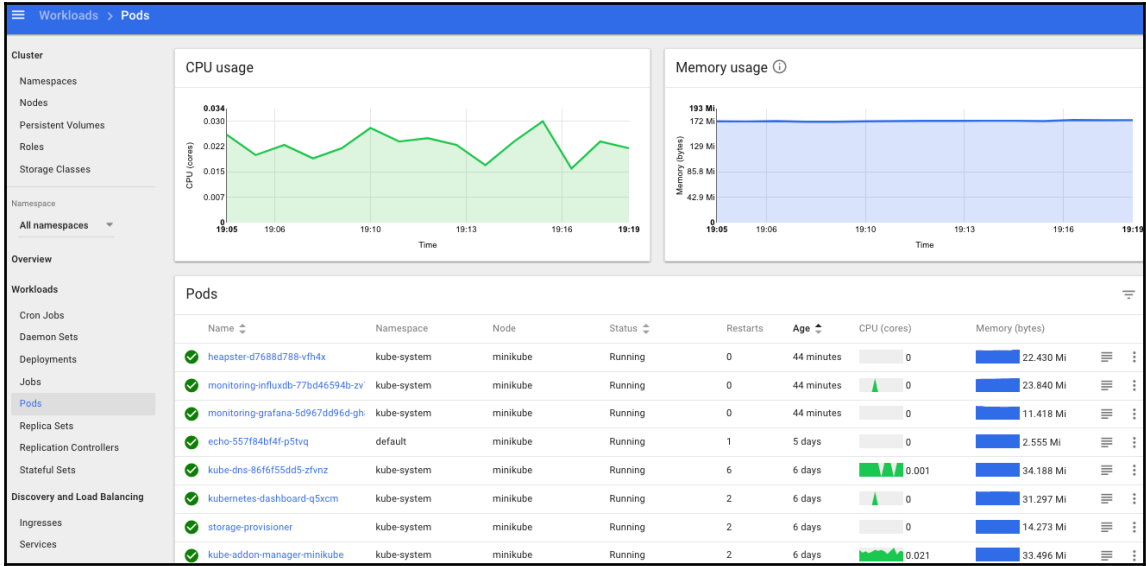 Workloads > Pods
Cluster
Namespaces
Nodes
Persistent Volumes
Roles
Storage Classes
Namespace
All namespaces
Overview
Workloads
Cron Jobs
Daemon Sets
Deployments
Jobs
Pods
Replica Sets
Replication Controllers
Stateful Sets
Discovery and Load Balancing
Ingresses
Services
CPU usage
CPU (cores)
0.034
0.030
0.022
0.015
0.007
0
19:05 19:06 19:10 19:13 19:16 19:19
Time
Memory usage
Memory (bytes)
193 Mi
172 Mi
129 Mi
85.8 Mi
42.9 Mi
0
19:05 19:06 19:10 19:13 19:16 19:19
Time
Pods
Name Namespace Node Status Restarts Age CPU (cores) Memory (bytes)
heapster-d7688d788-vfh4x kube-system minikube Running 0 44 minutes 0 22.430 Mi
monitoring-influxdb-77bd46594b-zv kube-system minikube Running 0 44 minutes 0 23.840 Mi
monitoring-grafana-5d967dd96d-gh kube-system minikube Running 0 44 minutes 0 11.418 Mi
echo-557f84bf4f-p5tvq default minikube Running 1 5 days 0 2.555 Mi
kube-dns-86f6f55dd5-zfvnz kube-system minikube Running 6 6 days 0.001 34.188 Mi
kubernetes-dashboard-q5xcm kube-system minikube Running 2 6 days 0 31.297 Mi
storage-provisioner kube-system minikube Running 2 6 days 0 14.273 Mi
kube-addon-manager-minikube kube-system minikube Running 2 6 days 0.021 33.496 Mi